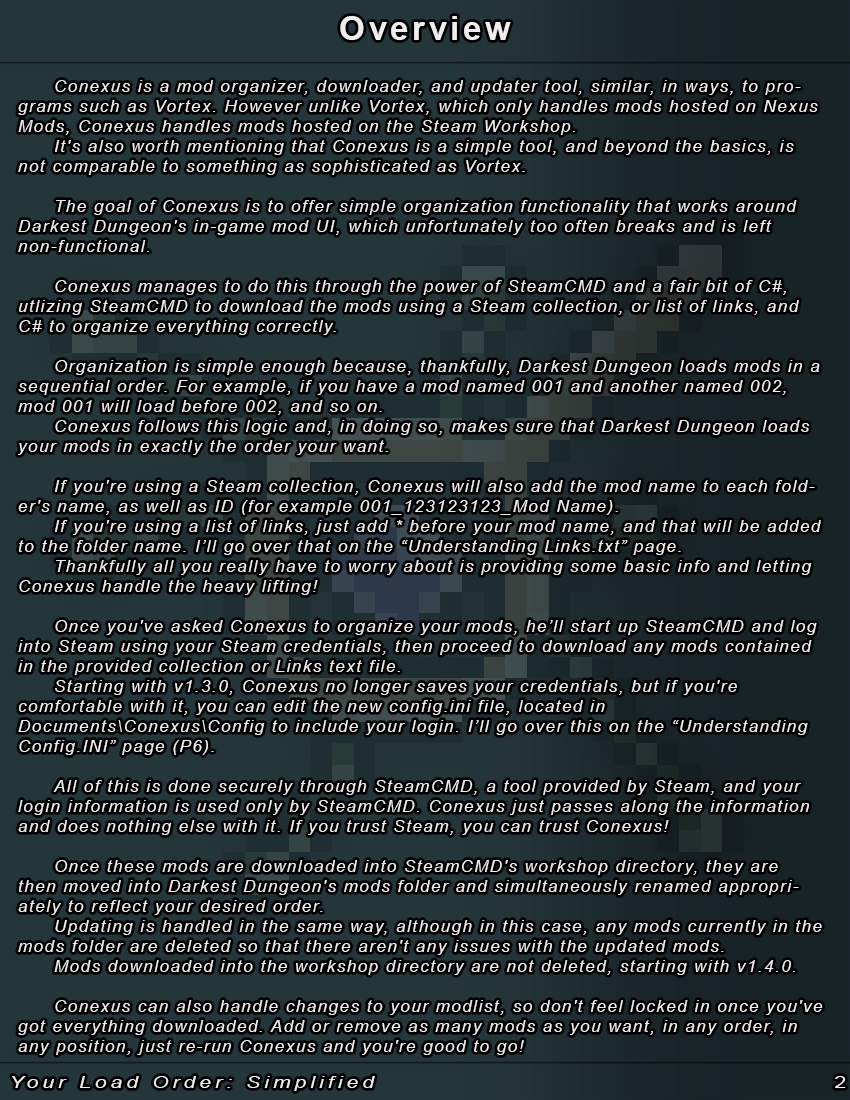 Overview
Conexus is a mod organizer, downloader, and updater tool, similar, in ways, to pro-
grams such as Vortex. However unlike Vortex, which only handles mods hosted on Nexus
Mods, Conexus handles mods hosted on the Steam Workshop.
It's also worth mentioning that Conexus is a simple tool, and beyond the basics, is
not comparable to something as sophisticated as Vortex.
The goal of Conexus is to offer simple organization functionality that works around
Darkest Dungeon's in-game mod UI, which unfortunately too often breaks and is left
non-functional.
Conexus manages to do this through the power of SteamCMD and a fair bit of C#,
utlizing SteamCMD to download the mods using a Steam collection, or list of links, and
C# to organize everything correctly.
Organization is simple enough because, thankfully, Darkest Dungeon loads mods in a
sequential order. For example, if you have a mod named 001 and another named 002,
mod 001 will load before 002, and so on.
Conexus follows this logic and, in doing so, makes sure that Darkest Dungeon loads
your mods in exactly the order your want.
If you're using a Steam collection, Conexus will also add the mod name to each fold-
er's name, as well as ID (for example 001_123123123_Mod Name).
If you're using a list of links, just add * before your mod name, and that will be added
to the folder name. I’ll go over that on the “Understanding Links.txt” page.
Thankfully all you really have to worry about is providing some basic info and letting
Conexus handle the heavy lifting!
Once you've asked Conexus to organize your mods, he’ll start up SteamCMD and log
into Steam using your Steam credentials, then proceed to download any mods contained
in the provided collection or Links text file.
Starting with v1.3.0, Conexus no longer saves your credentials, but if you're
comfortable with it, you can edit the new config.ini file, located in
Documents\Conexus\Config to include your login. I’ll go over this on the “Understanding
Config.INI” page (P6).
All of this is done securely through SteamCMD, a tool provided by Steam, and your
login information is used only by SteamCMD. Conexus just passes along the information
and does nothing else with it. If you trust Steam, you can trust Conexus!
Once these mods are downloaded into SteamCMD's workshop directory, they are
then moved into Darkest Dungeon's mods folder and simultaneously renamed appropri-
ately to reflect your desired order.
Updating is handled in the same way, although in this case, any mods currently in the
mods folder are deleted so that there aren't any issues with the updated mods.
Mods downloaded into the workshop directory are not deleted, starting with v1.4.0.
Conexus can also handle changes to your modlist, so don't feel locked in once you've
got everything downloaded. Add or remove as many mods as you want, in any order, in
any position, just re-run Conexus and you're good to go!
Your Load Order: Simplified
2